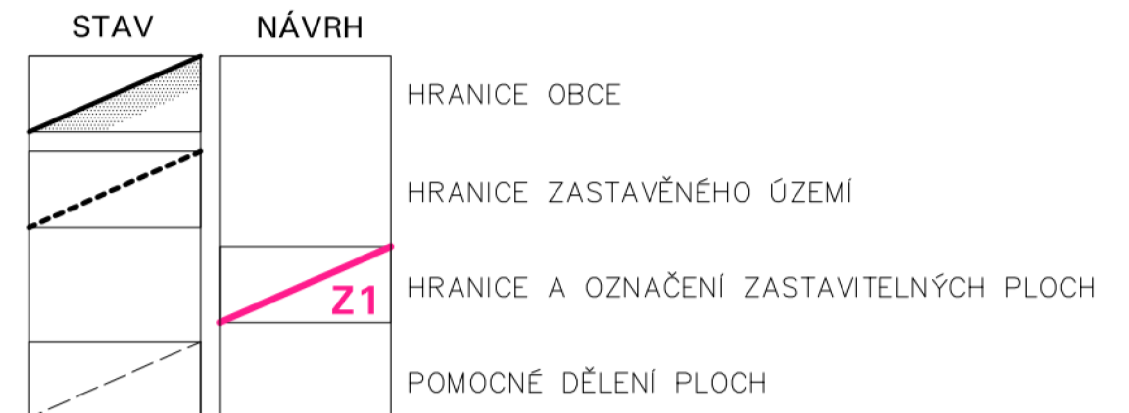 STAV NÁVRH
HRANICE OBCE
HRANICE ZASTAVĚNÉHO ÚZEMÍ
Z1 HRANICE A OZNAČENÍ ZASTAVITELNÝCH PLOCH
POMOCNÉ DĚLENÍ PLOCH